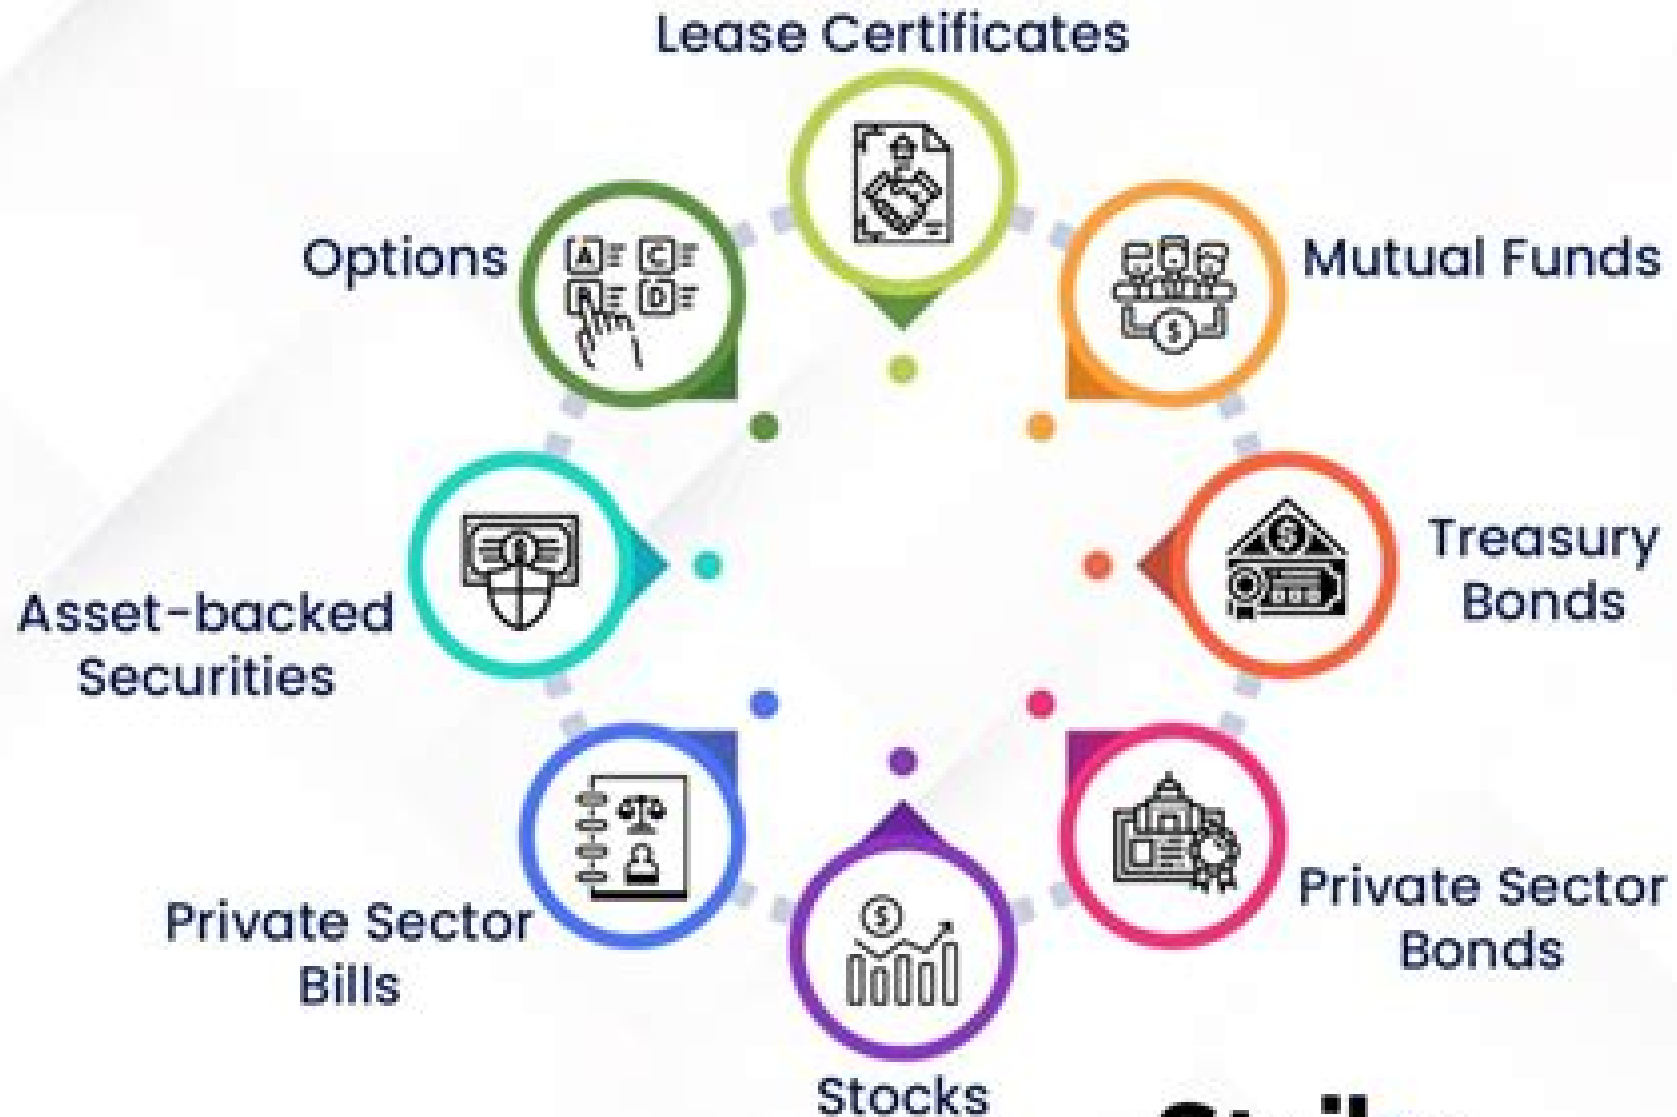 Lease Certificates
Options
A C
B D
Mutual Funds
$
$
Treasury
Bonds
Asset-backed
Securities
Private Sector
Bills
Private Sector
Bonds
$
Stocks